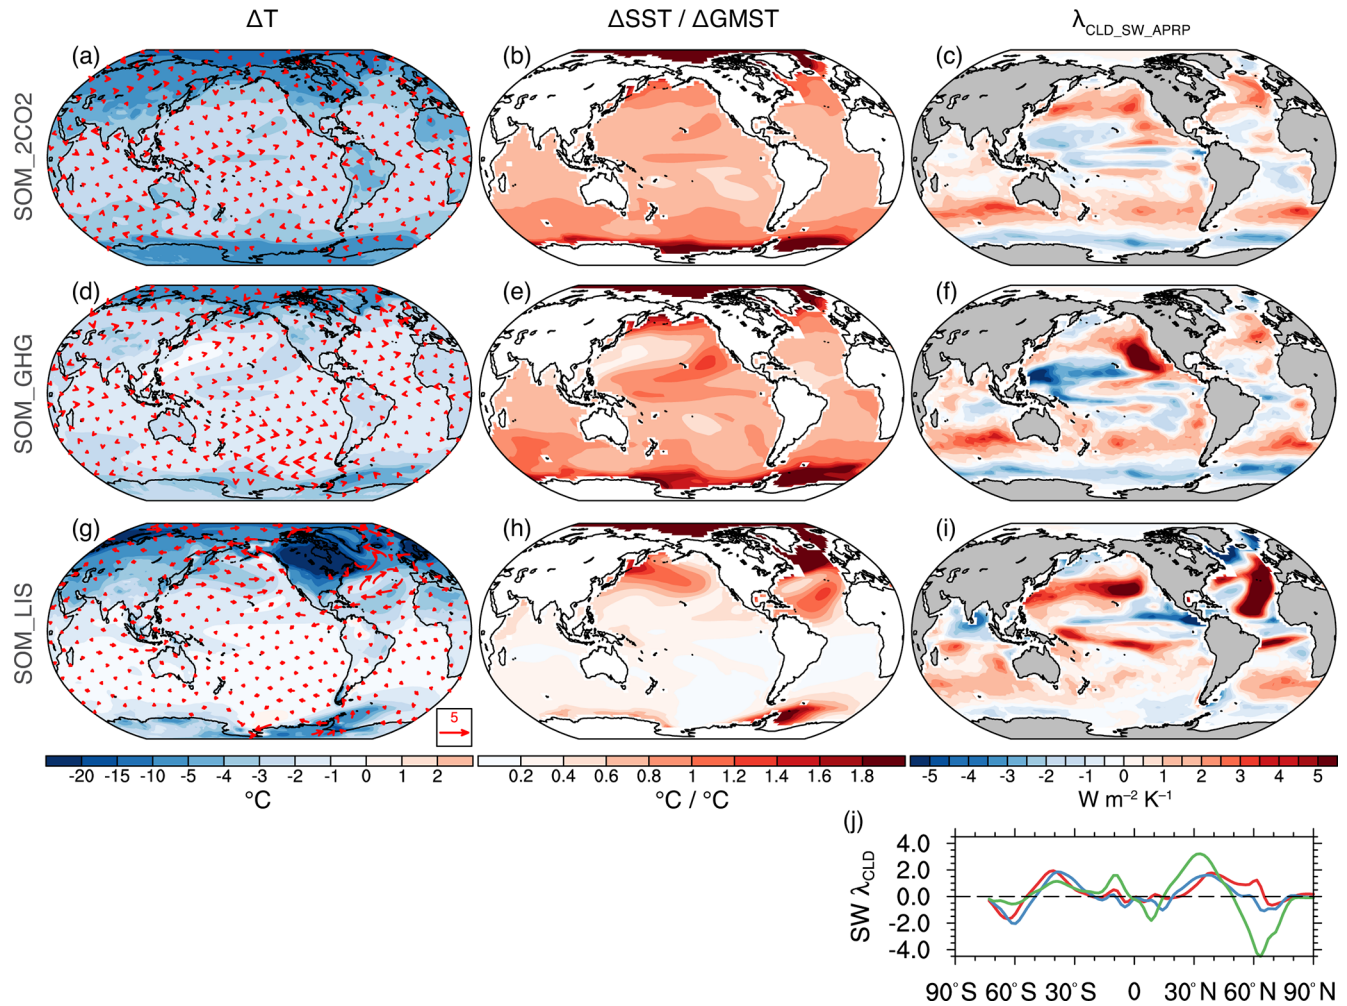 ΔT
ΔSST / ΔGMST
λCLD_SW_APRP
SOM_2CO2
(a)
(b)
(c)
SOM_GHG
(d)
(e)
(f)
SOM_LIS
(g)
(h)
(i)
5
-20 -15 -10 -5 -4 -3 -2 -1 0 1 2
°C
0.2 0.6 0.4 0.8 1 1.2 1.4 1.6 1.8
°C / °C
-5 -4 -3 -2 -1 0 1 2 3 4 5
W m−2 K−1
(j)
SW λCLD
4.0
2.0
0.0
-2.0
-4.0
90°S 60°S 30°S 0 30°N 60°N 90°N